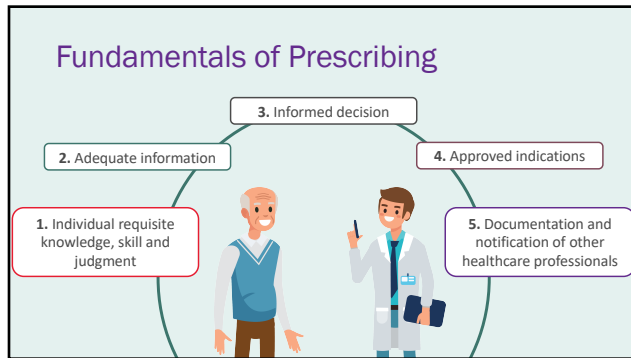 Fundamentals of Prescribing
1. Individual requisite
knowledge, skill and
judgment
2. Adequate information
3. Informed decision
4. Approved indications
5. Documentation and
notification of other
healthcare professionals